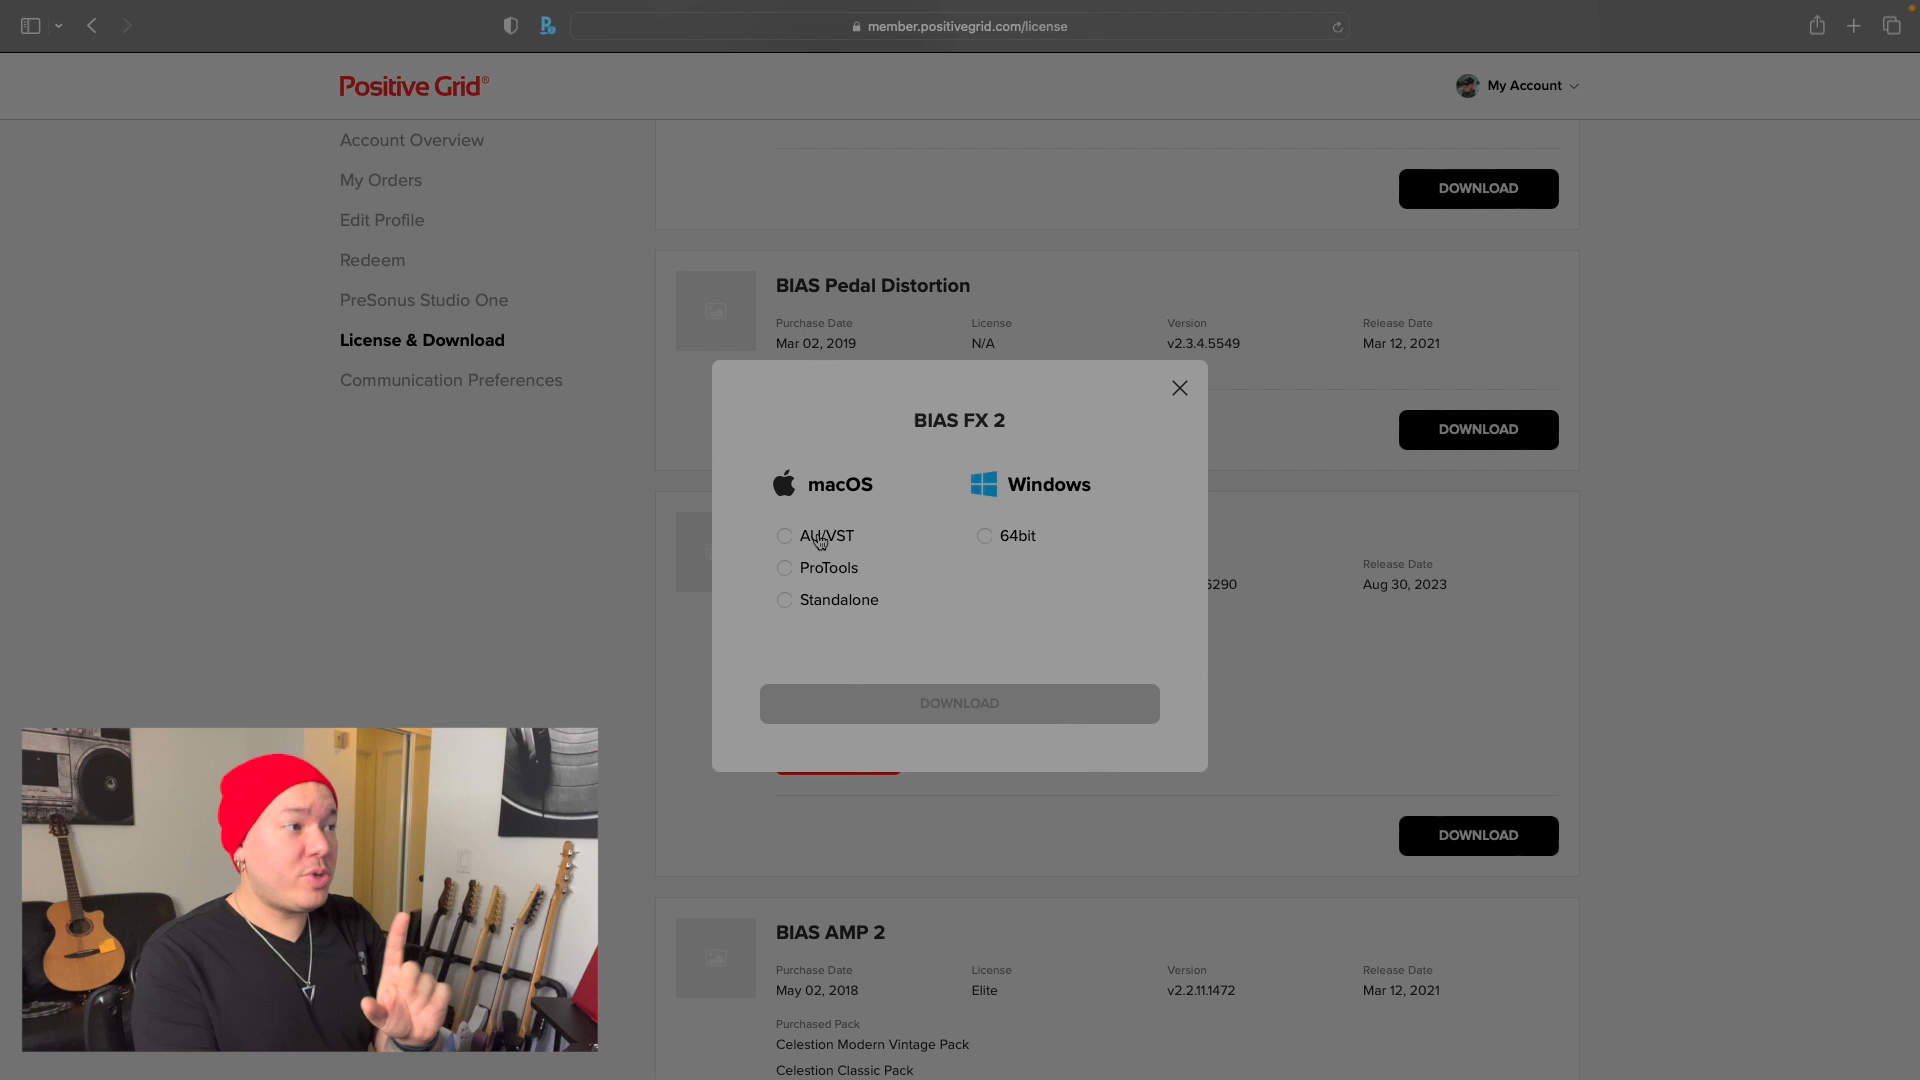 member.positivegrid.com/license
Positive Grid®
My Account
Account Overview
My Orders
Edit Profile
Redeem
PreSonus Studio One
License & Download
Communication Preferences
DOWNLOAD
BIAS Pedal Distortion
Purchase Date
License
Version
Release Date
Mar 02, 2019
N/A
v2.3.4.5549
Mar 12, 2021
DOWNLOAD
BIAS FX 2
macOS
Windows
AU/VST
64bit
ProTools
Standalone
DOWNLOAD
Release Date
Aug 30, 2023
DOWNLOAD
BIAS AMP 2
Purchase Date
License
Version
Release Date
May 02, 2018
Elite
v2.2.11.1472
Mar 12, 2021
Purchased Pack
Celestion Modern Vintage Pack
Celestion Classic Pack